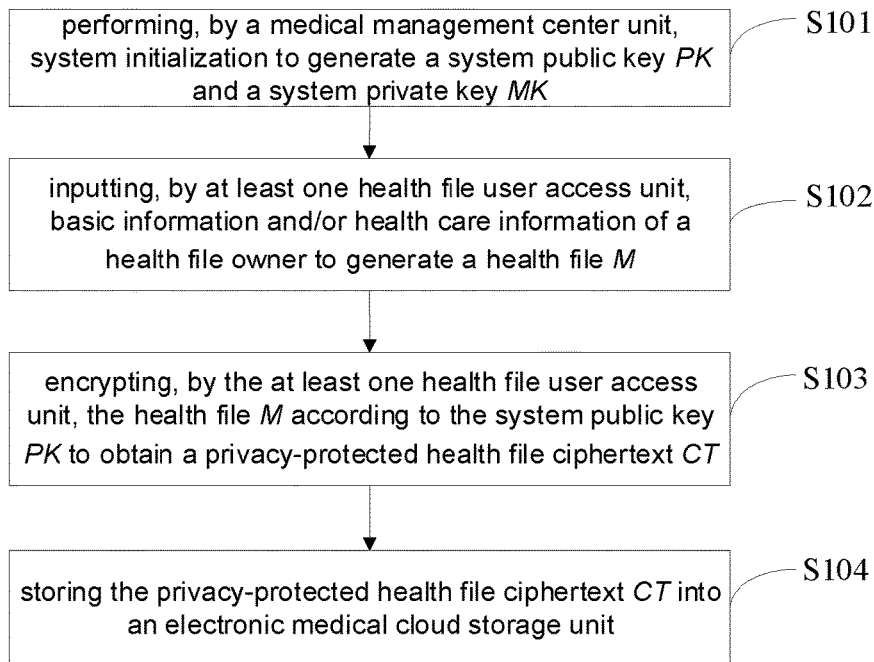 performing, by a medical management center unit,
system initialization to generate a system public key PK
and a system private key MK
S101
inputting, by at least one health file user access unit,
basic information and/or health care information of a
health file owner to generate a health file M
S102
encrypting, by the at least one health file user access
unit, the health file M according to the system public key
PK to obtain a privacy-protected health file ciphertext CT
S103
storing the privacy-protected health file ciphertext CT into
an electronic medical cloud storage unit
S104